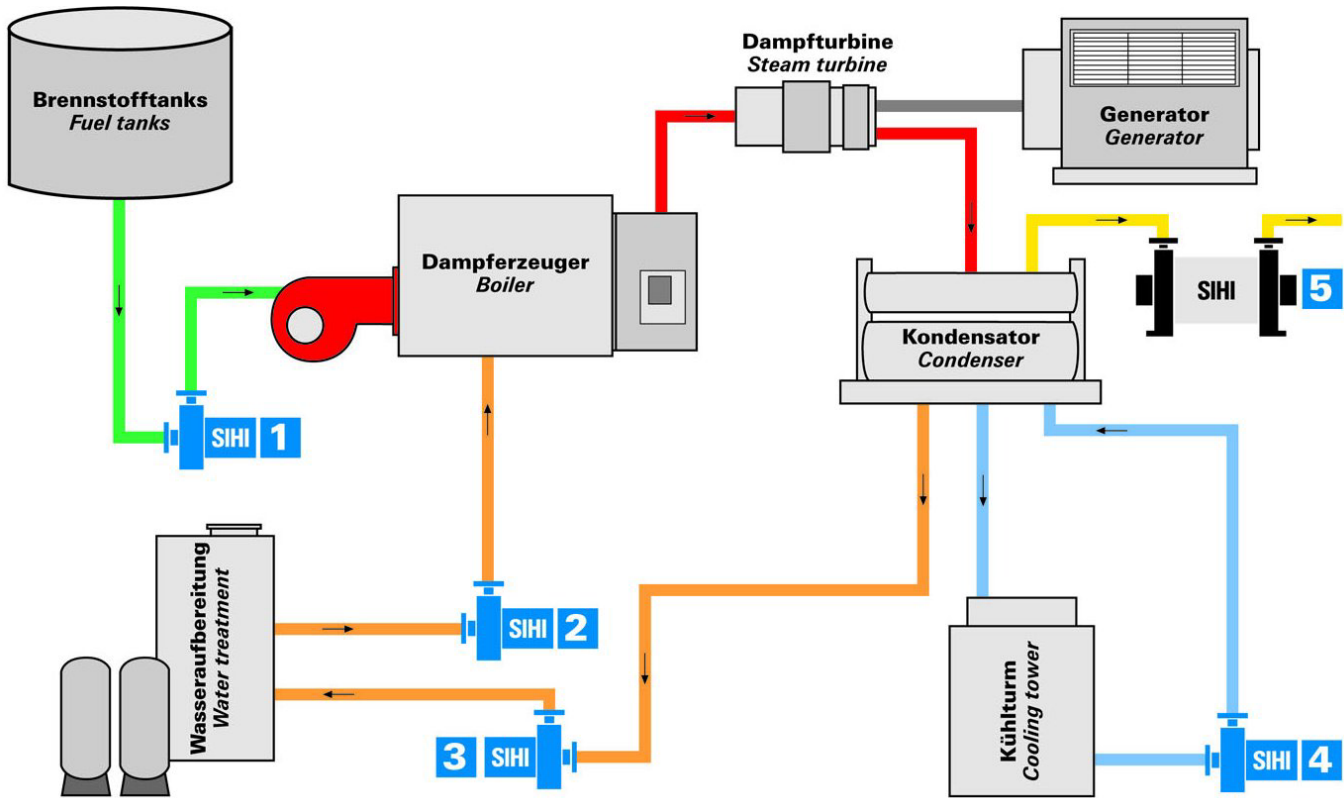 Brennstofftanks
Fuel tanks
Dampfturbine
Steam turbine
Generator
Generator
Dampferzeuger
Boiler
SIHI 5
Kondensator
Condenser
SIHI 1
Wasseraufbereitung
Water treatment
SIHI 2
3 SIHI
Kühlturm
Cooling tower
SIHI 4